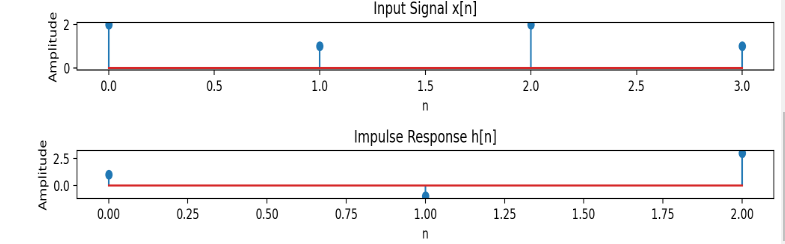 Input Signal x[n]
Amplitude
2
0
0.0 0.5 1.0 1.5 2.0 2.5 3.0
n
Impulse Response h[n]
Amplitude
2.5
0.0
0.00 0.25 0.50 0.75 1.00 1.25 1.50 1.75 2.00
n